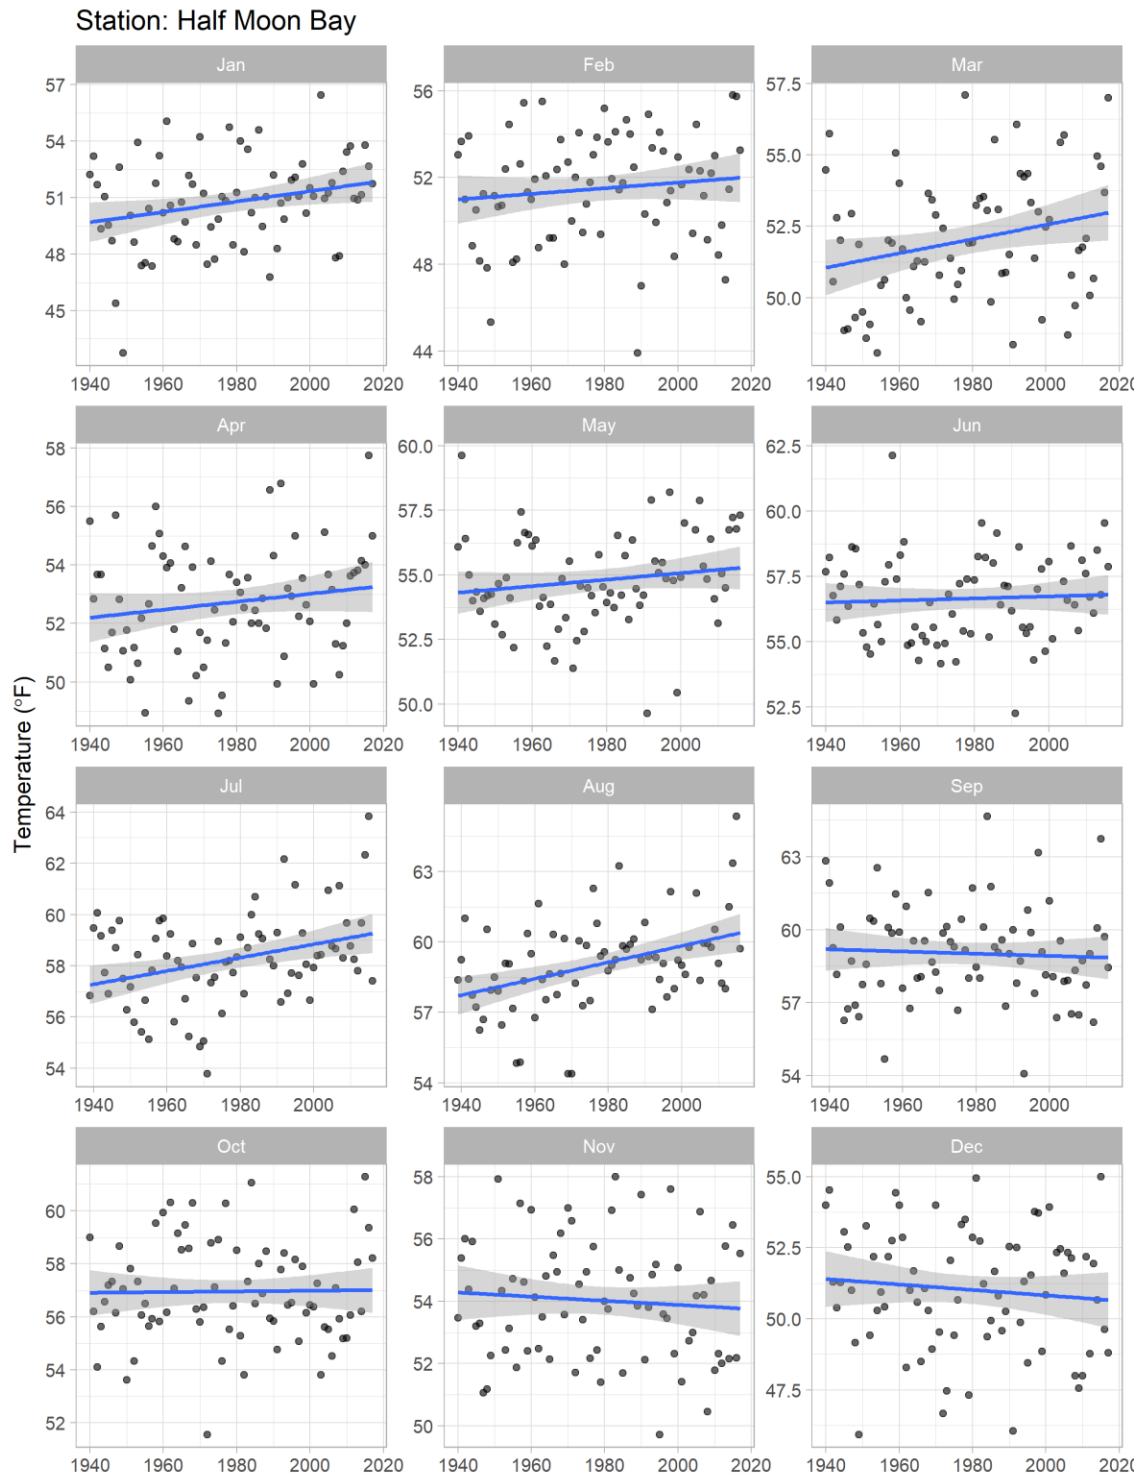 Station: Half Moon Bay
Jan Feb Mar
57 56 57.5
54 55.0
51 52 52.5
48 48 50.0
45 44
1940 1960 1980 2000 2020 1940 1960 1980 2000 2020 1940 1960 1980 2000 2020
Apr May Jun
58 60.0 62.5
56 57.5 60.0
54 55.0 57.5
52 52.5 55.0
50 50.0 52.5
1940 1960 1980 2000 2020 1940 1960 1980 2000 1940 1960 1980 2000
Temperature (°F)
Jul Aug Sep
64 63 63
62 60 60
60 57 57
58 54 54
56
54
1940 1960 1980 2000 1940 1960 1980 2000 1940 1960 1980 2000
Oct Nov Dec
60 58 55.0
58 56 52.5
56 54 50.0
54 52 47.5
52 50
1940 1960 1980 2000 2020 1940 1960 1980 2000 2020 1940 1960 1980 2000 2020